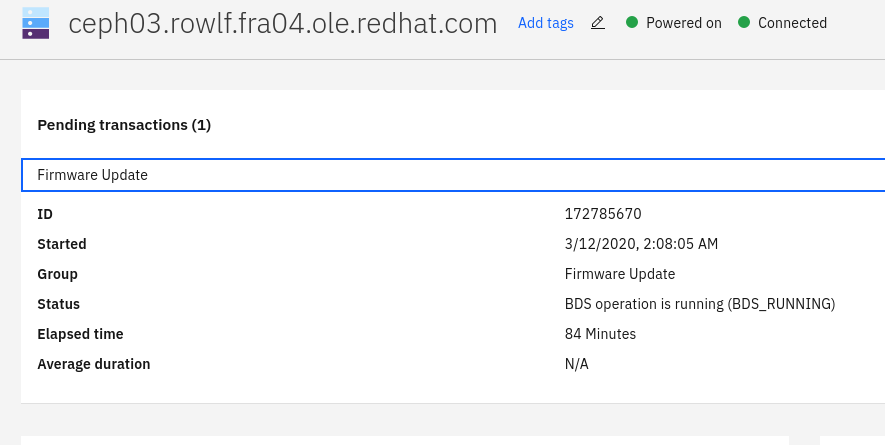 ceph03.rowlf.fra04.ole.redhat.com Add tags Powered on Connected
Pending transactions (1)
Firmware Update
ID 172785670
Started 3/12/2020, 2:08:05 AM
Group Firmware Update
Status BDS operation is running (BDS_RUNNING)
Elapsed time 84 Minutes
Average duration N/A